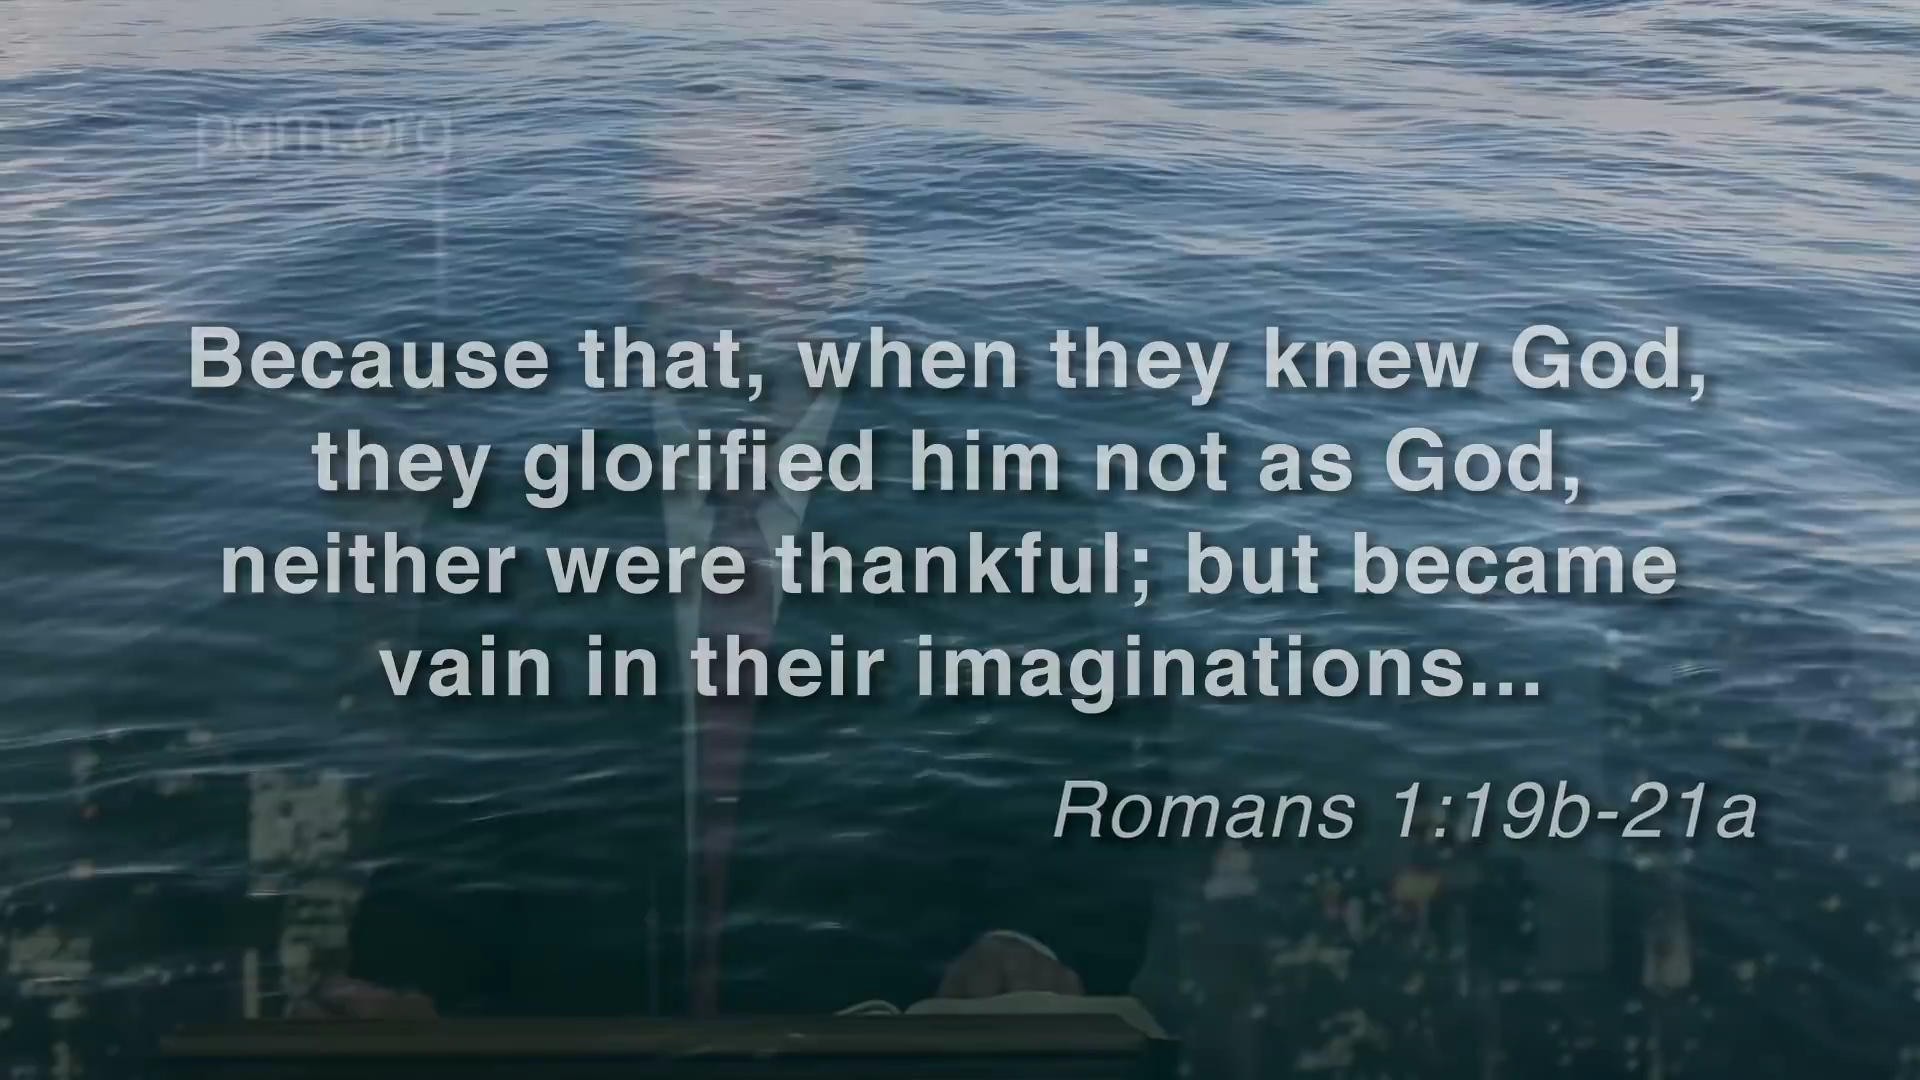 pgm.org
Because that, when they knew God,
they glorified him not as God,
neither were thankful; but became
vain in their imaginations...
Romans 1:19b-21a